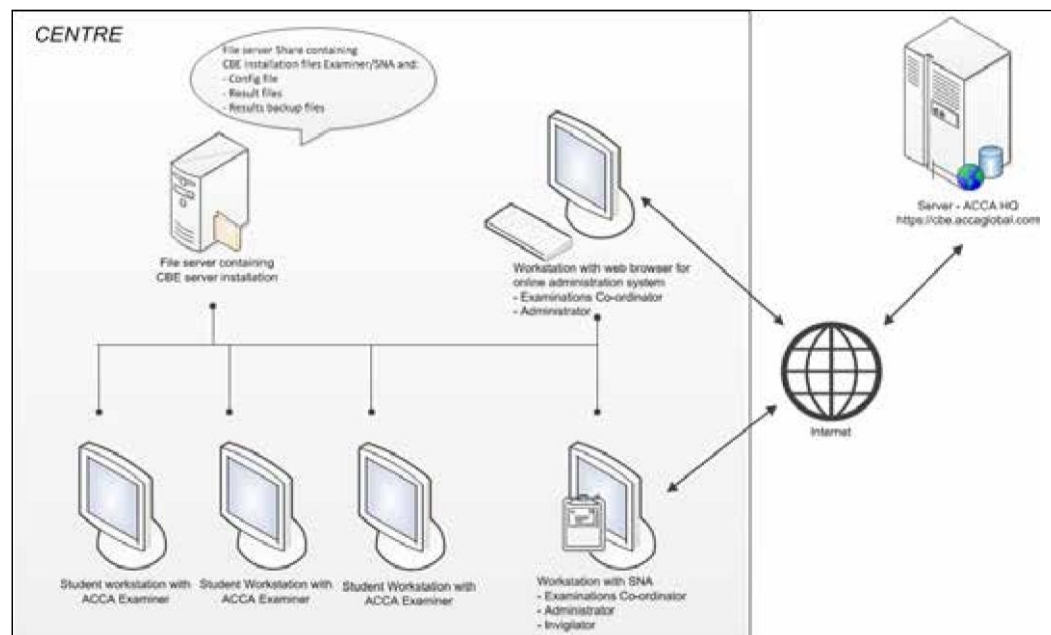 CENTRE
File server Share containing
CBE installation files Examiner/SNA and:
- Config file
- Result files
- Results backup files
File server containing
CBE server installation
Workstation with web browser for
online administration system
- Examinations Co-ordinator
- Administrator
Server - ACCA HQ
https://cbe.accaglobal.com
Internet
Student workstation with
ACCA Examiner
Student Workstation with
ACCA Examiner
Student Workstation with
ACCA Examiner
Workstation with SNA
- Examinations Co-ordinator
- Administrator
- Invigilator